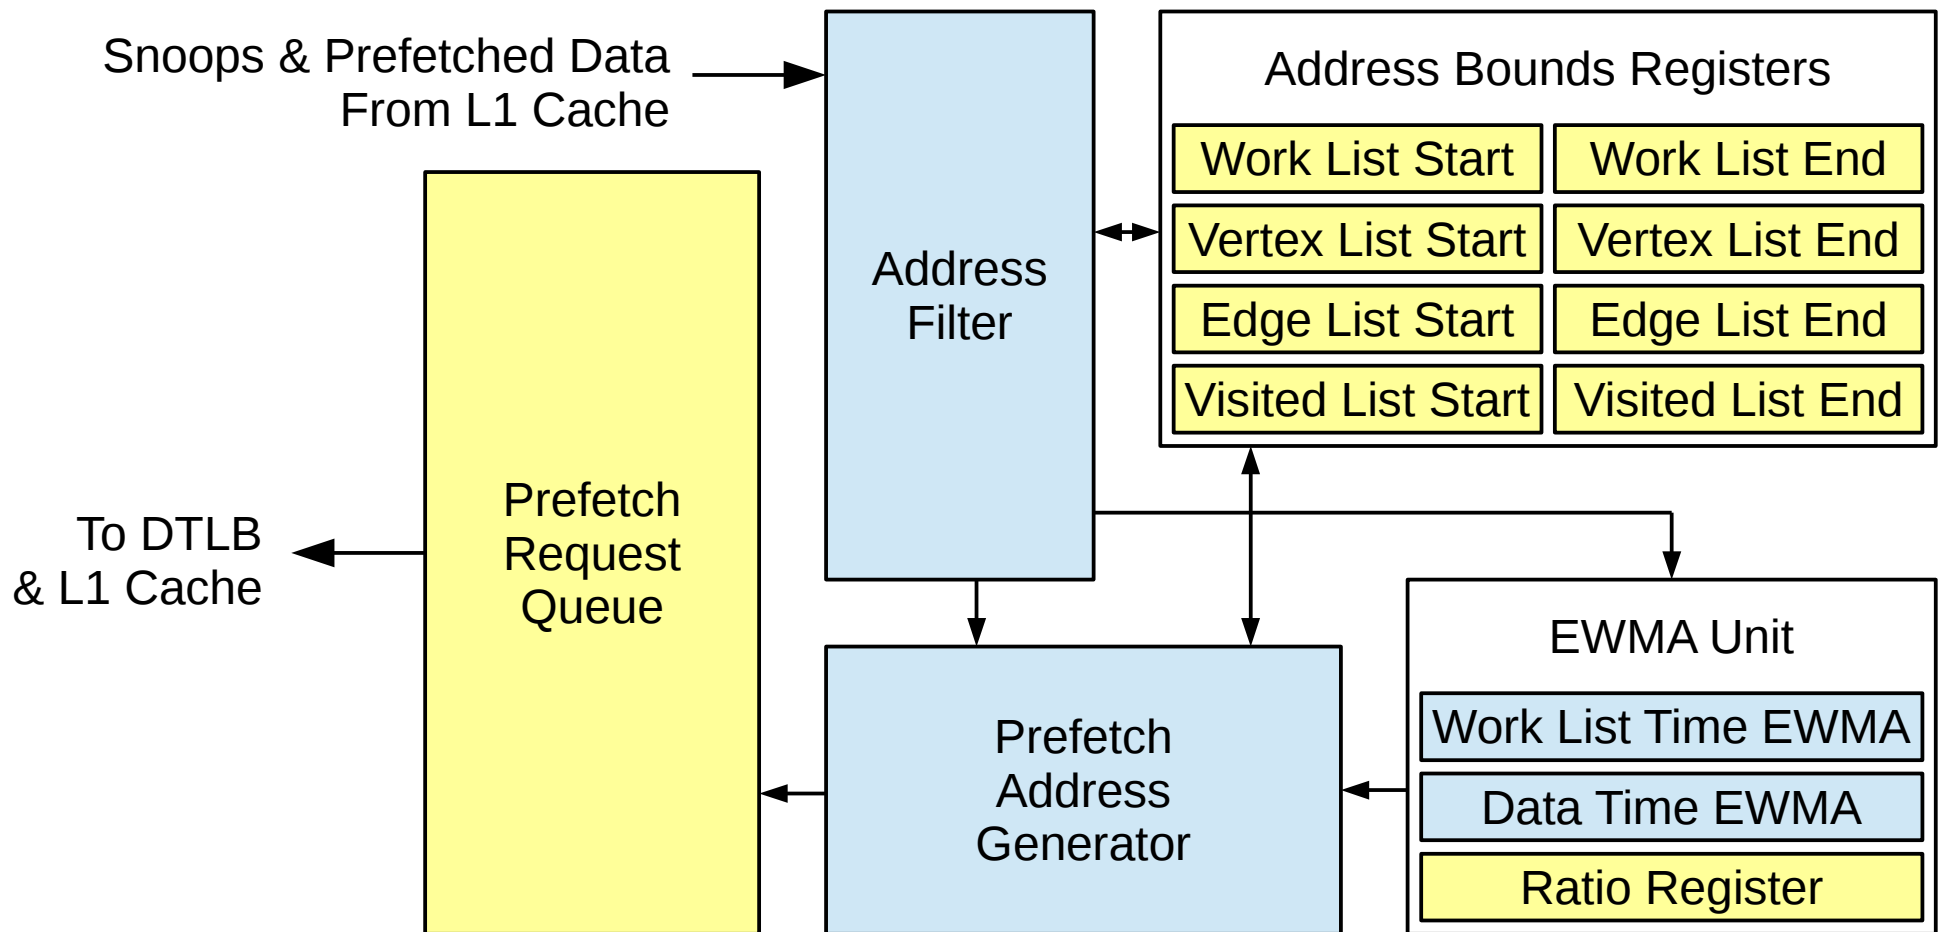 Snoops & Prefetched Data
From L1 Cache
Address
Filter
Address Bounds Registers
Work List Start
Work List End
Vertex List Start
Vertex List End
Edge List Start
Edge List End
Visited List Start
Visited List End
Prefetch
Request
Queue
To DTLB
& L1 Cache
Prefetch
Address
Generator
EWMA Unit
Work List Time EWMA
Data Time EWMA
Ratio Register